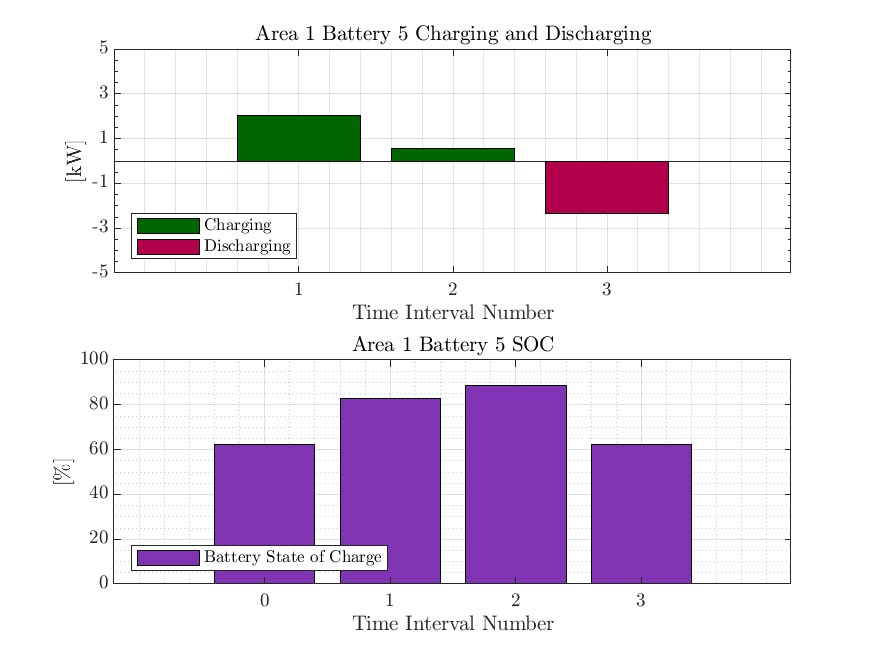 Area 1 Battery 5 Charging and Discharging
5
3
1
-1
-3
-5
[kW]
Charging
Discharging
1 2 3
Time Interval Number
Area 1 Battery 5 SOC
100
80
60
40
20
0
[%]
Battery State of Charge
0 1 2 3
Time Interval Number